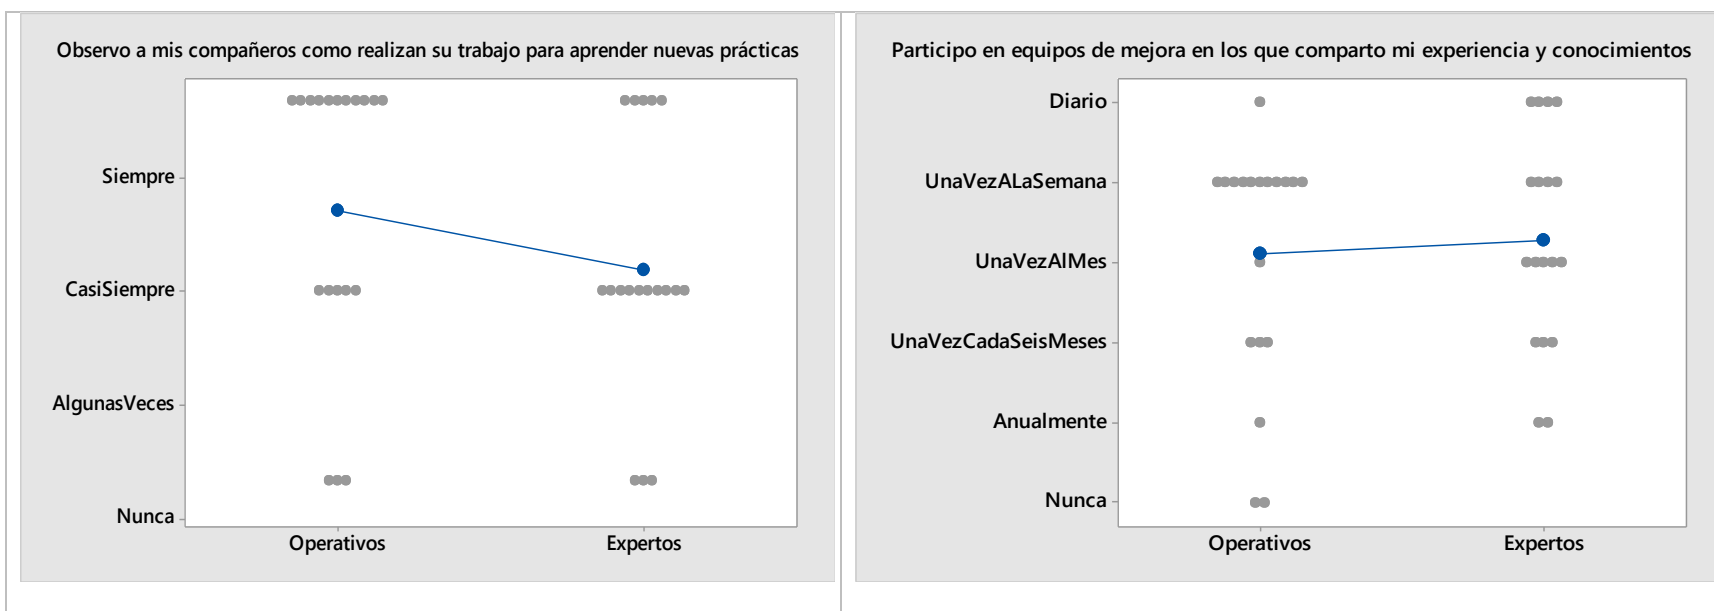 Observo a mis compañeros como realizan su trabajo para aprender nuevas prácticas
Siempre
CasiSiempre
AlgunasVeces
Nunca
Operativos
Expertos
Participo en equipos de mejora en los que comparto mi experiencia y conocimientos
Diario
UnaVezALaSemana
UnaVezAlMes
UnaVezCadaSeisMeses
Anualmente
Nunca
Operativos
Expertos